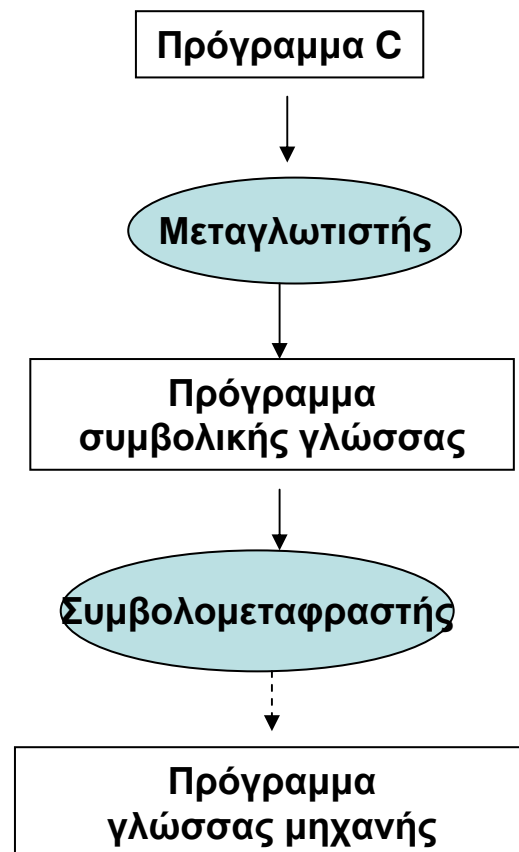 Πρόγραμμα C
Μεταγλωτιστής
Πρόγραμμα
συμβολικής γλώσσας
Συμβολομεταφραστής
Πρόγραμμα
γλώσσας μηχανής